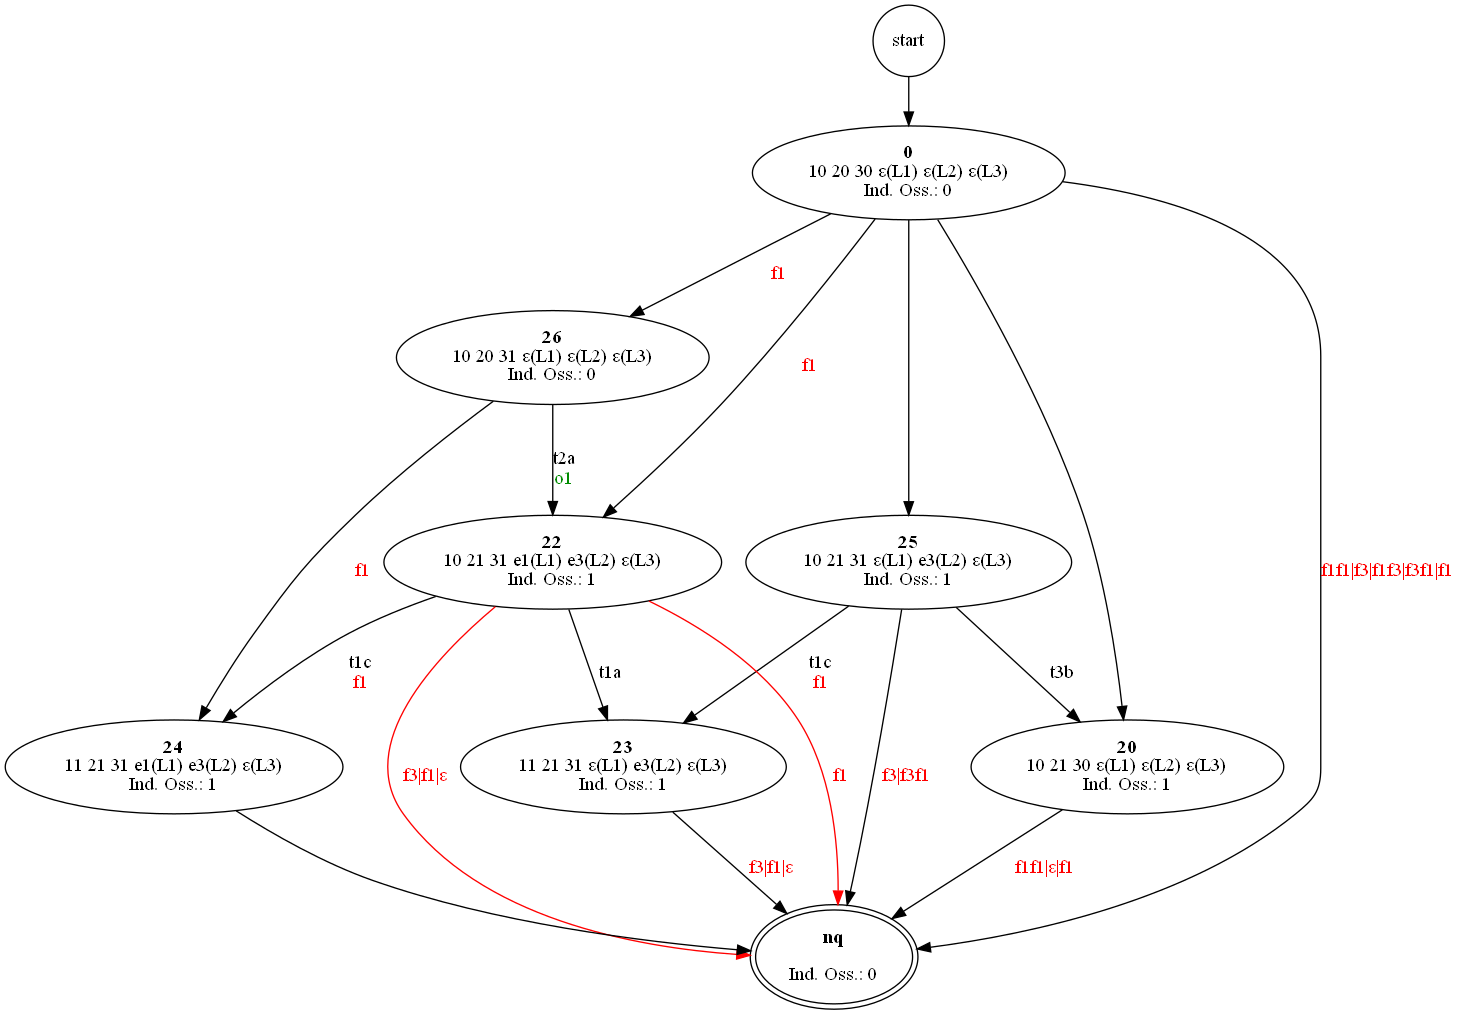 start
0
10 20 30 ε(L1) ε(L2) ε(L3)
Ind. Oss.: 0
f1
26
10 20 31 ε(L1) ε(L2) ε(L3)
Ind. Oss.: 0
f1
t2a
o1
22
10 21 31 e1(L1) e3(L2) ε(L3)
Ind. Oss.: 1
25
10 21 31 ε(L1) e3(L2) ε(L3)
Ind. Oss.: 1
f1
f1f1|f3|f1f3|f3f1|f1
t1c
f1
t1a
t1c
f1
t3b
24
11 21 31 e1(L1) e3(L2) ε(L3)
Ind. Oss.: 1
f3|f1|ε
23
11 21 31 ε(L1) e3(L2) ε(L3)
Ind. Oss.: 1
f1
f3|f3f1
20
10 21 30 ε(L1) ε(L2) ε(L3)
Ind. Oss.: 1
f3|f1|ε
f1f1|ε|f1
nq
Ind. Oss.: 0